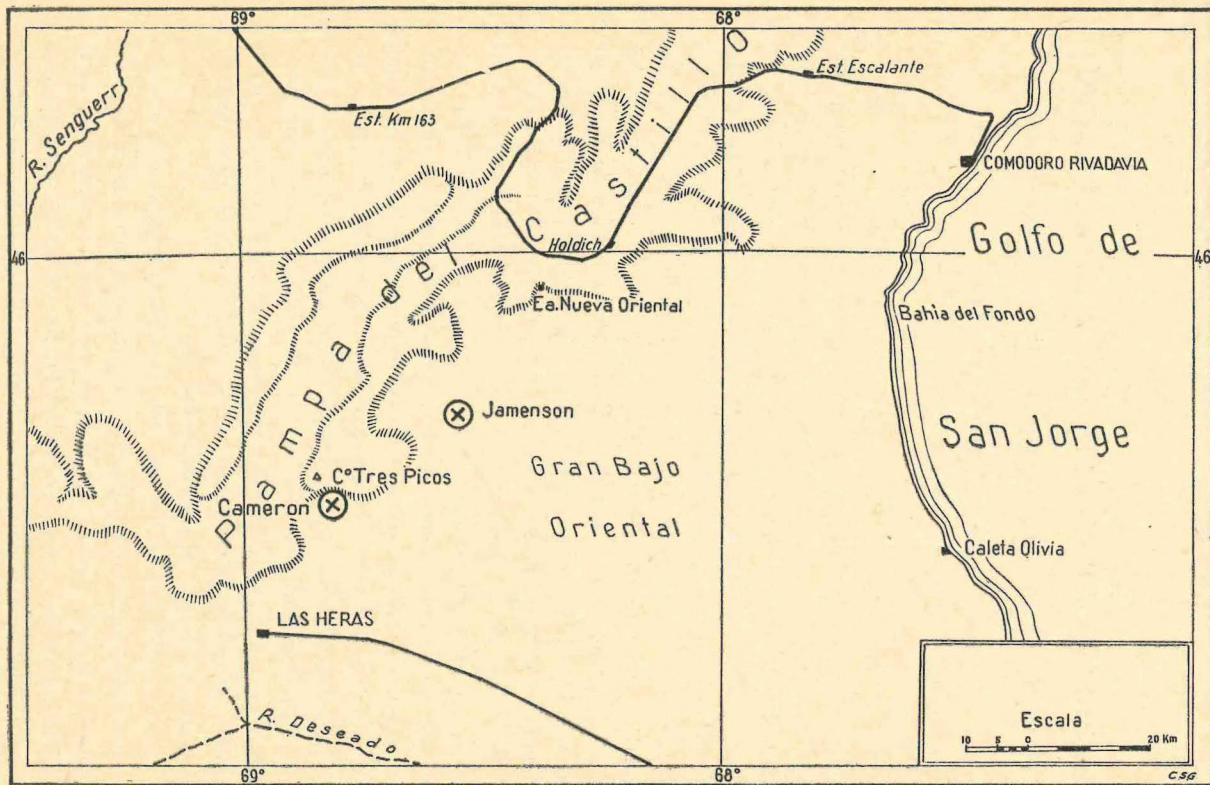 69°
68°
R. Senguerr
Est. Km 163
Est. Escalante
COMODORO RIVADAVIA
Pampa del Castillo
Holdich
46
Golfo de
46
Ea. Nueva Oriental
Bahia del Fondo
Jamenson
San Jorge
Gran Bajo
Oriental
C° Tres Picos
Cameron
Caleta Olivia
LAS HERAS
R. Deseado
Escala
10 5 0 20 Km
69°
68°
CSG